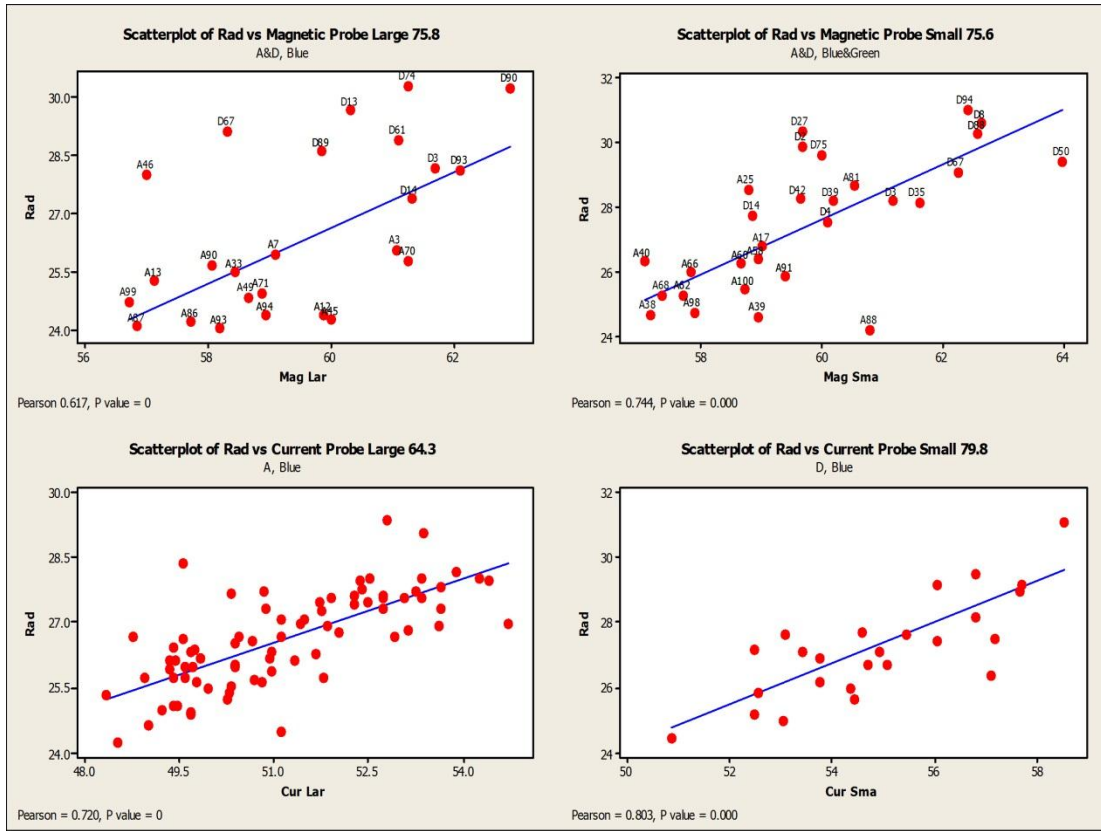 Scatterplot of Rad vs Magnetic Probe Large 75.8
A&D, Blue
30.0
28.5
27.0
25.5
24.0
Rad
D74
D90
D13
D67
D61
D89
A46
D3
D93
D14
A7
A3
A70
A90
A33
A13
A49
A71
A99
A94
A12
A45
A87
A86
A93
56
58
60
62
Mag Lar
Pearson 0.617, P value = 0
Scatterplot of Rad vs Magnetic Probe Small 75.6
A&D, Blue&Green
32
30
28
26
24
Rad
D94
D8
D27
D2
D75
D50
D67
A25
A81
D42
D39
D3
D35
D14
D4
A17
A40
A60
A66
A91
A100
A68
A62
A38
A98
A39
A88
58
60
62
64
Mag Sma
Pearson = 0.744, P value = 0.000
Scatterplot of Rad vs Current Probe Large 64.3
A, Blue
30.0
28.5
27.0
25.5
24.0
Rad
48.0
49.5
51.0
52.5
54.0
Cur Lar
Pearson = 0.720, P value = 0
Scatterplot of Rad vs Current Probe Small 79.8
D, Blue
32
30
28
26
24
Rad
50
52
54
56
58
Cur Sma
Pearson = 0.803, P value = 0.000